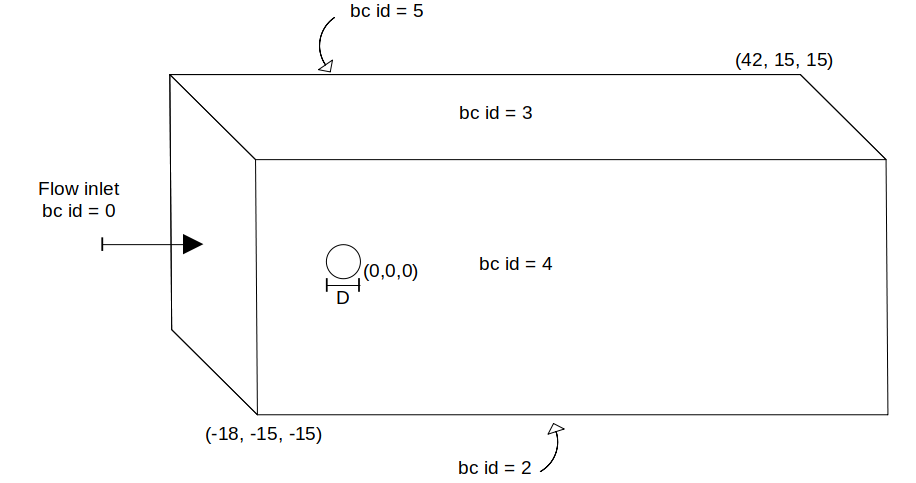 bc id = 5
(42, 15, 15)
bc id = 3
Flow inlet
bc id = 0
bc id = 4
(0,0,0)
D
(-18, -15, -15)
bc id = 2